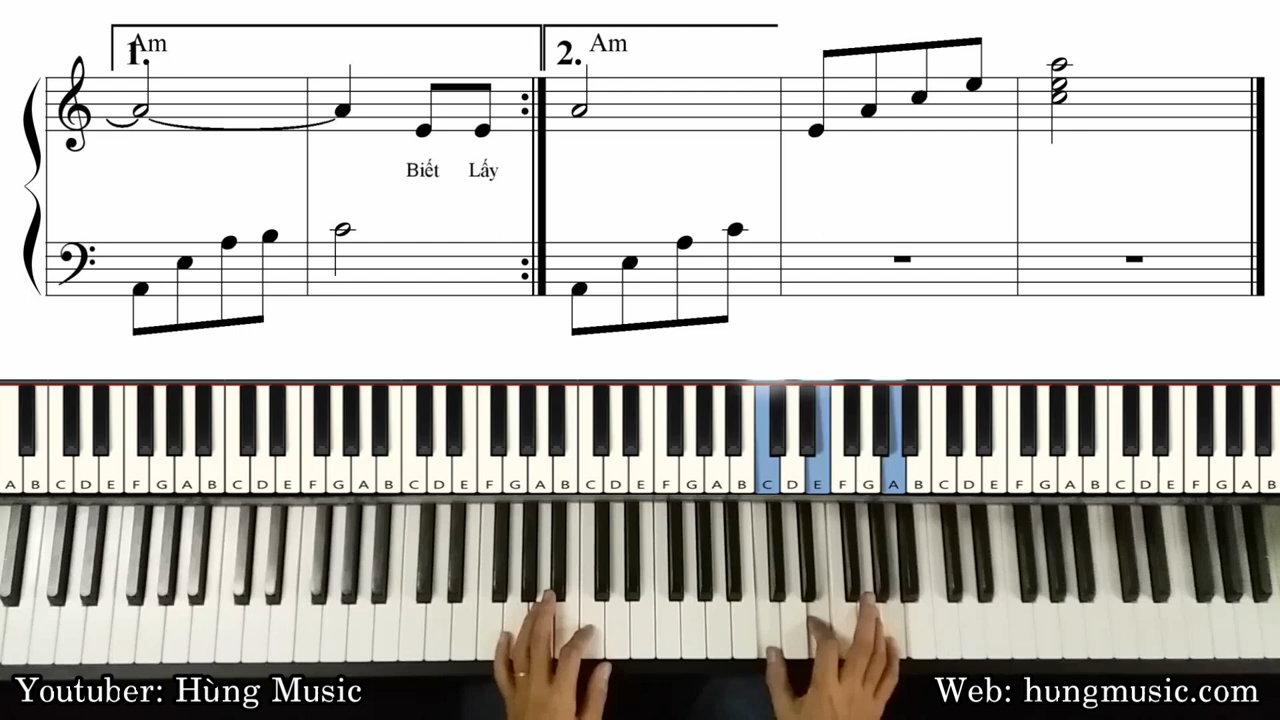 1. Am
2. Am
Biết Lấy
A B C D E F G A B C D E F G A B C D E F G A B C D E F G A B C D E F G A B C D E F G A B C D E F G A B
Youtuber: Hùng Music
Web: hungmusic.com